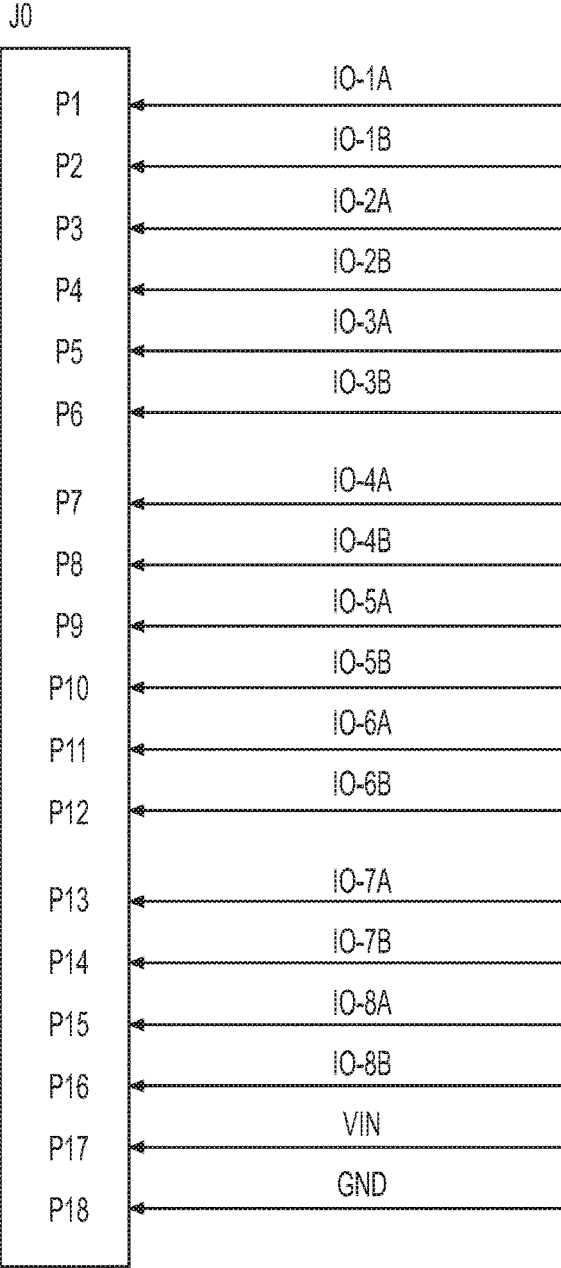 J0
P1 IO-1A
P2 IO-1B
P3 IO-2A
P4 IO-2B
P5 IO-3A
P6 IO-3B
P7 IO-4A
P8 IO-4B
P9 IO-5A
P10 IO-5B
P11 IO-6A
P12 IO-6B
P13 IO-7A
P14 IO-7B
P15 IO-8A
P16 IO-8B
P17 VIN
P18 GND